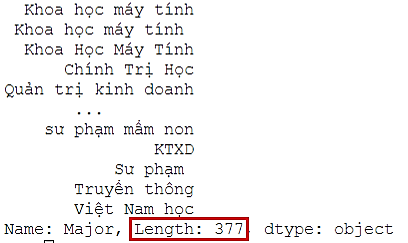 Khoa học máy tính
Khoa học máy tính
Khoa Học Máy Tính
Chính Trị Học
Quản trị kinh doanh
...
sư phạm mầm non
KTXD
Sư phạm
Truyền thông
Việt Nam học
Name: Major, Length: 377, dtype: object